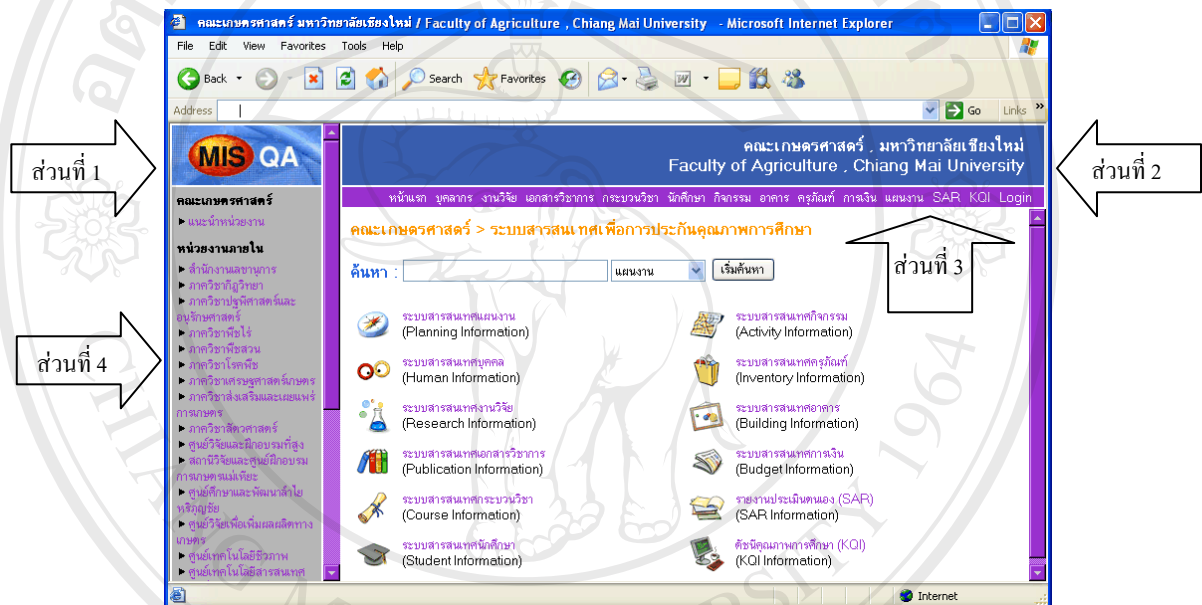 คณะเกษตรศาสตร์ มหาวิทยาลัยเชียงใหม่ / Faculty of Agriculture , Chiang Mai University - Microsoft Internet Explorer
File Edit View Favorites Tools Help
Back Search Favorites
Address Go Links »
MIS QA
คณะเกษตรศาสตร์ , มหาวิทยาลัยเชียงใหม่
Faculty of Agriculture , Chiang Mai University
หน้าแรก บุคลากร งานวิจัย เอกสารวิชาการ กระบวนวิชา นักศึกษา กิจกรรม อาคาร ครุภัณฑ์ การเงิน แผนงาน SAR KQI Login
ส่วนที่ 1
ส่วนที่ 2
ส่วนที่ 3
ส่วนที่ 4
คณะเกษตรศาสตร์
แนะนำหน่วยงาน
หน่วยงานภายใน
สำนักงานเลขานุการ
ภาควิชากีฏวิทยา
ภาควิชาปฐพีศาสตร์และ
อนุรักษศาสตร์
ภาควิชาพืชไร่
ภาควิชาพืชสวน
ภาควิชาโรคพืช
ภาควิชาเศรษฐศาสตร์เกษตร
ภาควิชาส่งเสริมและเผยแพร่
การเกษตร
ภาควิชาสัตวศาสตร์
ศูนย์วิจัยและฝึกอบรมที่สูง
สถานีวิจัยและศูนย์ฝึกอบรม
การเกษตรแม่เหียะ
ศูนย์ศึกษาและพัฒนาลำไย
หริภุญชัย
ศูนย์วิจัยเพื่อเพิ่มผลผลิตทาง
เกษตร
ศูนย์เทคโนโลยีชีวภาพ
ศูนย์เทคโนโลยีสารสนเทศ
คณะเกษตรศาสตร์ > ระบบสารสนเทศเพื่อการประกันคุณภาพการศึกษา
ค้นหา : แผนงาน เริ่มค้นหา
ระบบสารสนเทศแผนงาน
(Planning Information)
ระบบสารสนเทศกิจกรรม
(Activity Information)
ระบบสารสนเทศบุคคล
(Human Information)
ระบบสารสนเทศครุภัณฑ์
(Inventory Information)
ระบบสารสนเทศงานวิจัย
(Research Information)
ระบบสารสนเทศอาคาร
(Building Information)
ระบบสารสนเทศเอกสารวิชาการ
(Publication Information)
ระบบสารสนเทศการเงิน
(Budget Information)
ระบบสารสนเทศกระบวนวิชา
(Course Information)
รายงานประเมินตนเอง (SAR)
(SAR Information)
ระบบสารสนเทศนักศึกษา
(Student Information)
ดัชนีคุณภาพการศึกษา (KQI)
(KQI Information)
Internet